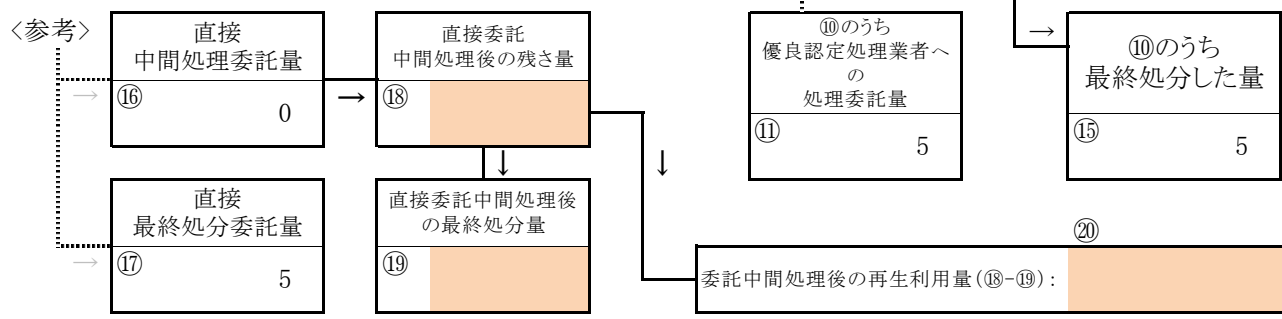 〈参考〉
直接
中間処理委託量
→
⑯
0
→
直接委託
中間処理後の残さ量
⑱
⑩のうち
優良認定処理業者へ
の
処理委託量
⑪
5
→
⑩のうち
最終処分した量
⑮
5
↓
↓
直接
最終処分委託量
→
⑰
5
直接委託中間処理後
の最終処分量
⑲
⑳
委託中間処理後の再生利用量(⑱-⑲):